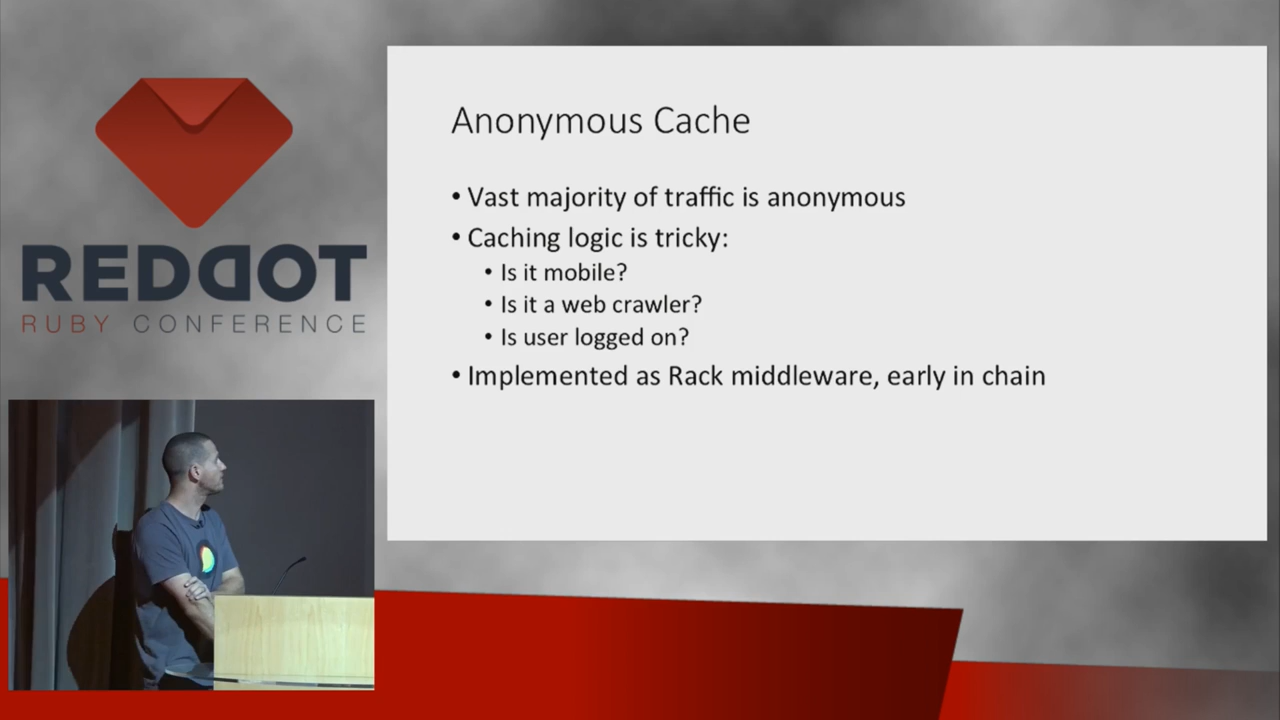 REDDOT
RUBY CONFERENCE
Anonymous Cache
• Vast majority of traffic is anonymous
• Caching logic is tricky:
• Is it mobile?
• Is it a web crawler?
• Is user logged on?
• Implemented as Rack middleware, early in chain